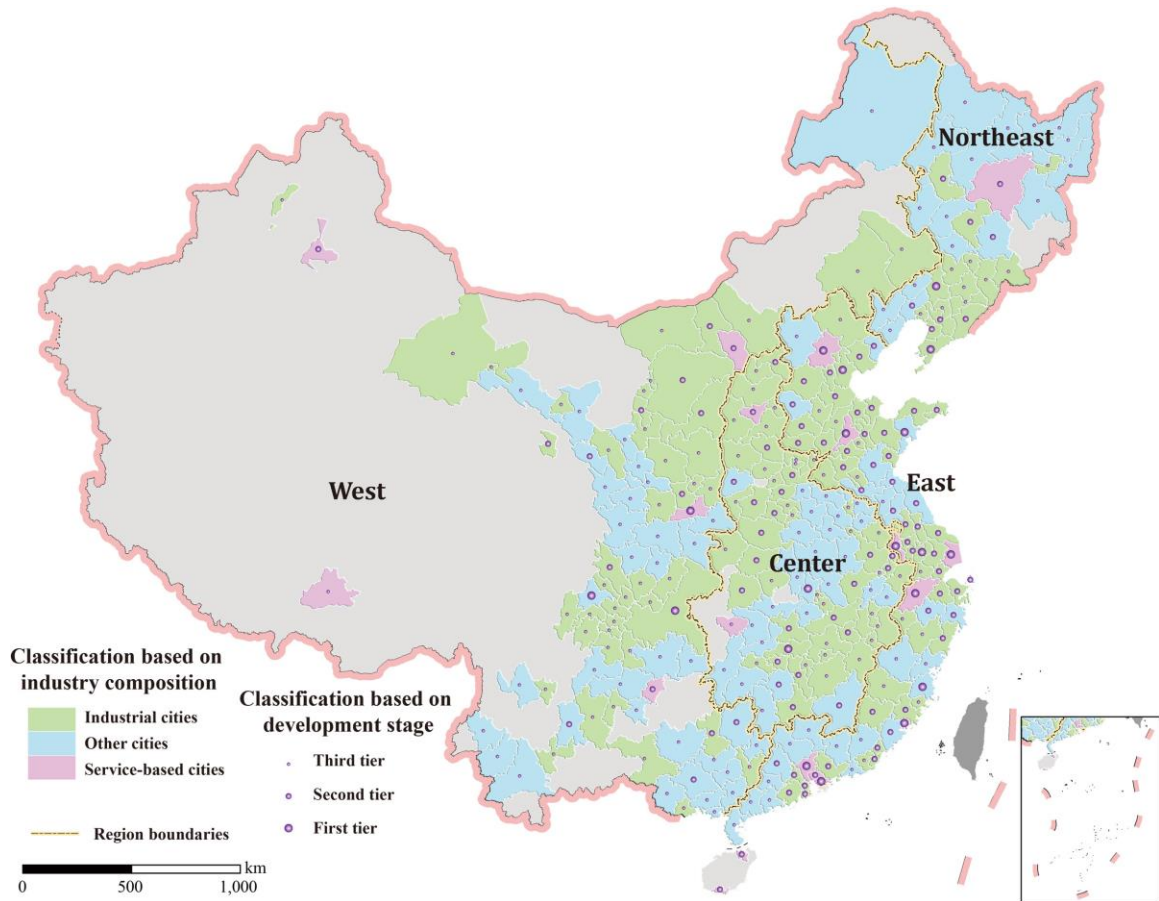 Northeast
West
East
Center
Classification based on
industry composition
Industrial cities
Other cities
Service-based cities
Region boundaries
Classification based on
development stage
Third tier
Second tier
First tier
km
0 500 1,000